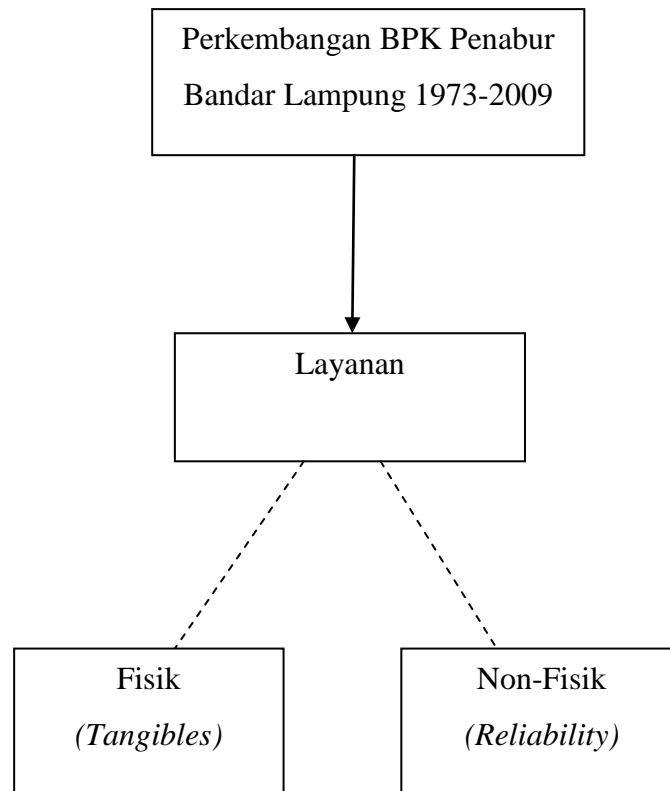 Perkembangan BPK Penabur
Bandar Lampung 1973-2009
Layanan
Fisik
(Tangibles)
Non-Fisik
(Reliability)